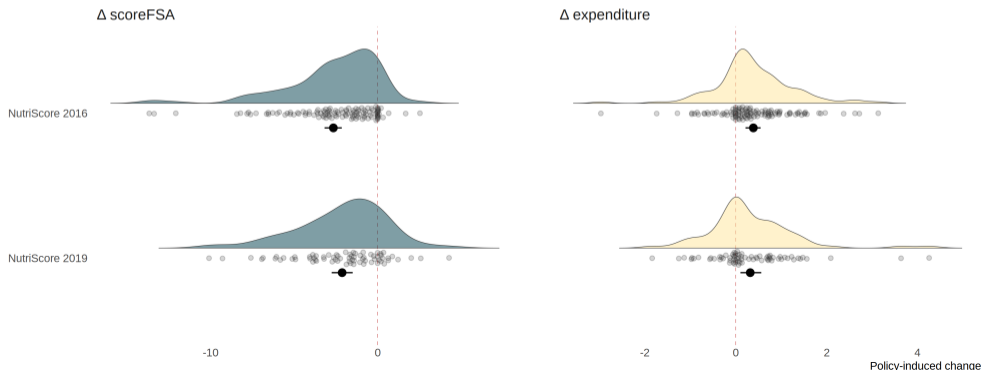 Δ scoreFSA
Δ expenditure
NutriScore 2016
NutriScore 2019
-10 0
-2 0 2 4
Policy-induced change